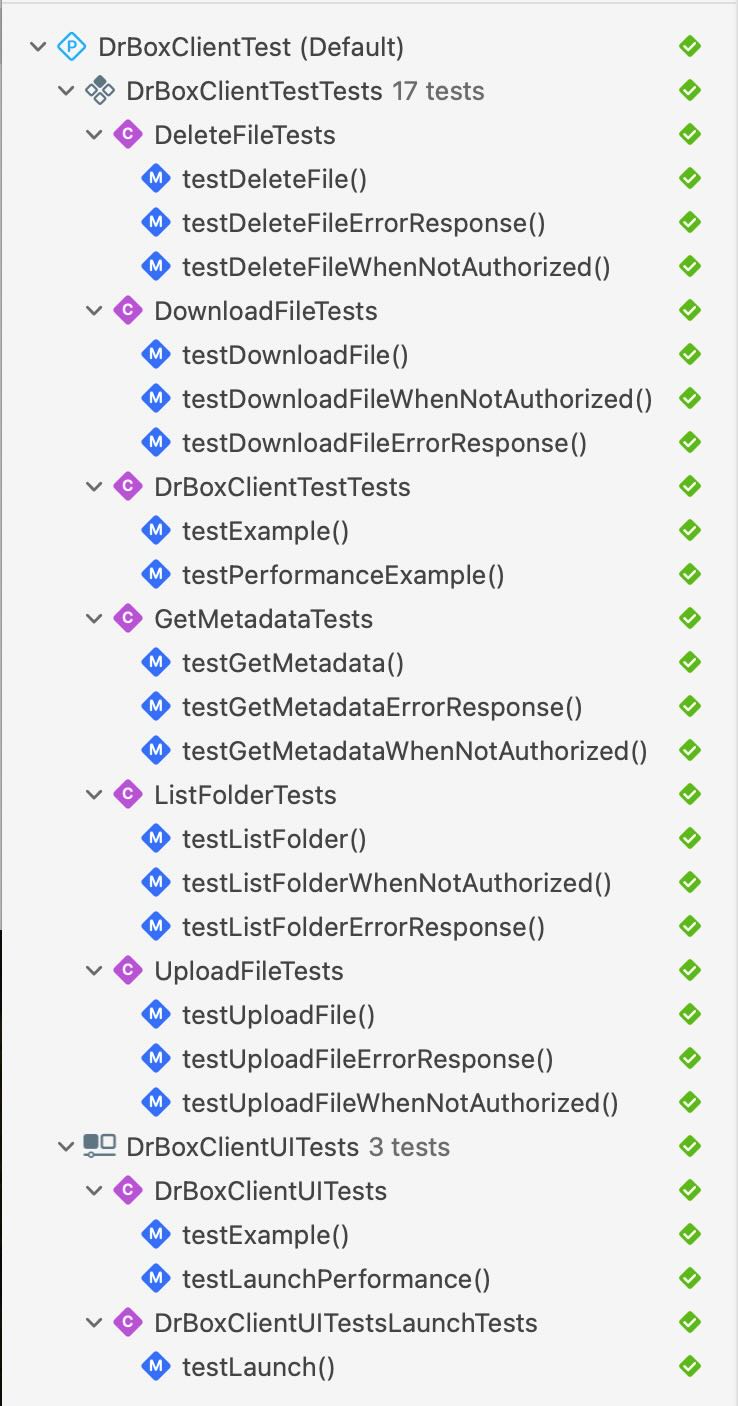 P DrBoxClientTest (Default)
DrBoxClientTestTests 17 tests
C DeleteFileTests
M testDeleteFile()
M testDeleteFileErrorResponse()
M testDeleteFileWhenNotAuthorized()
C DownloadFileTests
M testDownloadFile()
M testDownloadFileWhenNotAuthorized()
M testDownloadFileErrorResponse()
C DrBoxClientTestTests
M testExample()
M testPerformanceExample()
C GetMetadataTests
M testGetMetadata()
M testGetMetadataErrorResponse()
M testGetMetadataWhenNotAuthorized()
C ListFolderTests
M testListFolder()
M testListFolderWhenNotAuthorized()
M testListFolderErrorResponse()
C UploadFileTests
M testUploadFile()
M testUploadFileErrorResponse()
M testUploadFileWhenNotAuthorized()
DrBoxClientUITests 3 tests
C DrBoxClientUITests
M testExample()
M testLaunchPerformance()
C DrBoxClientUITestsLaunchTests
M testLaunch()